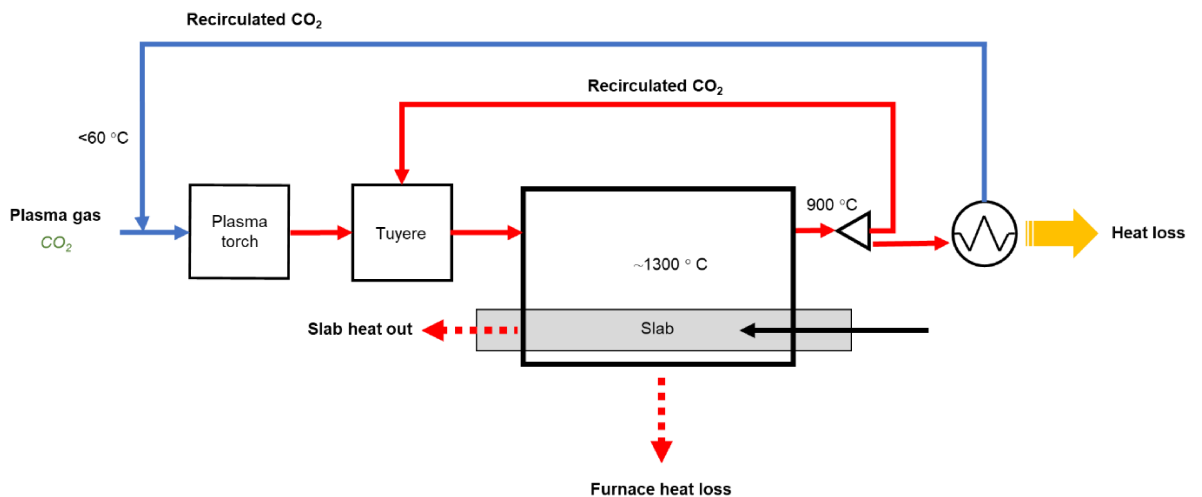 Recirculated CO₂
Recirculated CO₂
<60 °C
Plasma gas
CO₂
Plasma
torch
Tuyere
900 °C
~1300 ° C
Heat loss
Slab heat out
Slab
Furnace heat loss